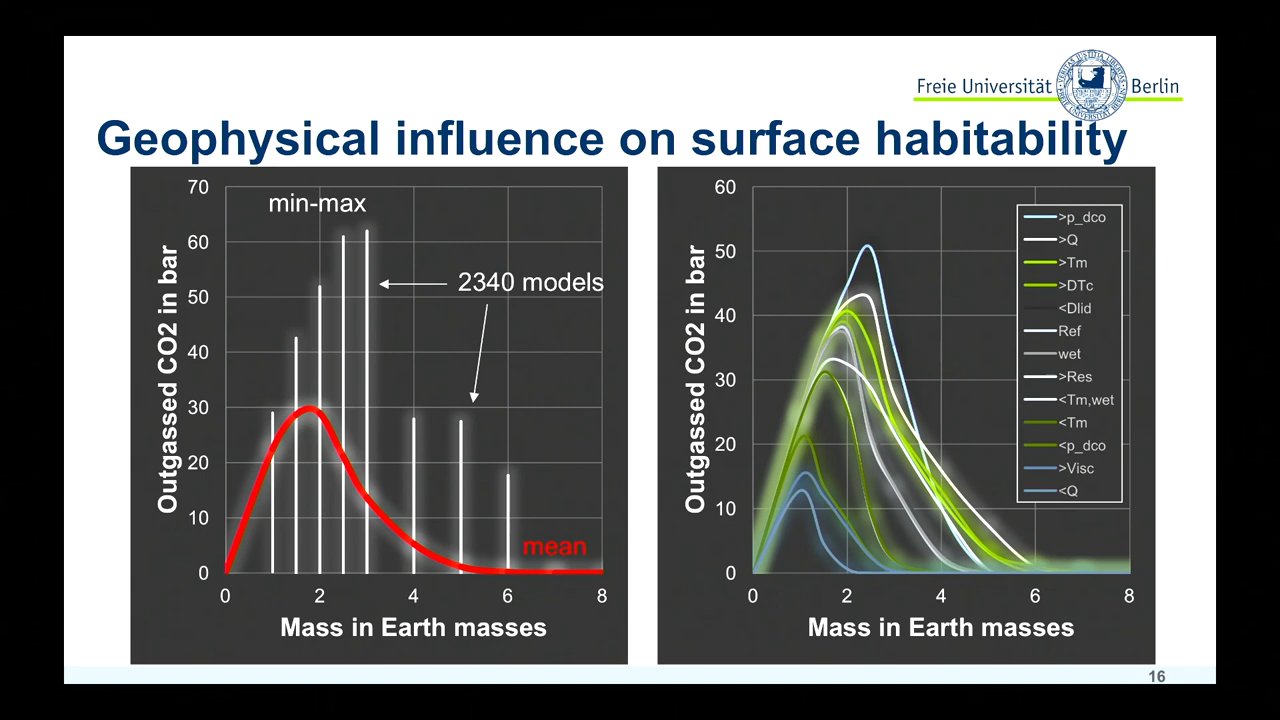 Freie Universität Berlin
Geophysical influence on surface habitability
70
60
50
40
30
20
10
0
Outgassed CO2 in bar
min-max
2340 models
mean
0 2 4 6 8
Mass in Earth masses
60
50
40
30
20
10
0
Outgassed CO2 in bar
>p_dco
>Q
>Tm
>DTc
<Dlid
Ref
wet
>Res
<Tm,wet
<Tm
<p_dco
>Visc
<Q
0 2 4 6 8
Mass in Earth masses
16